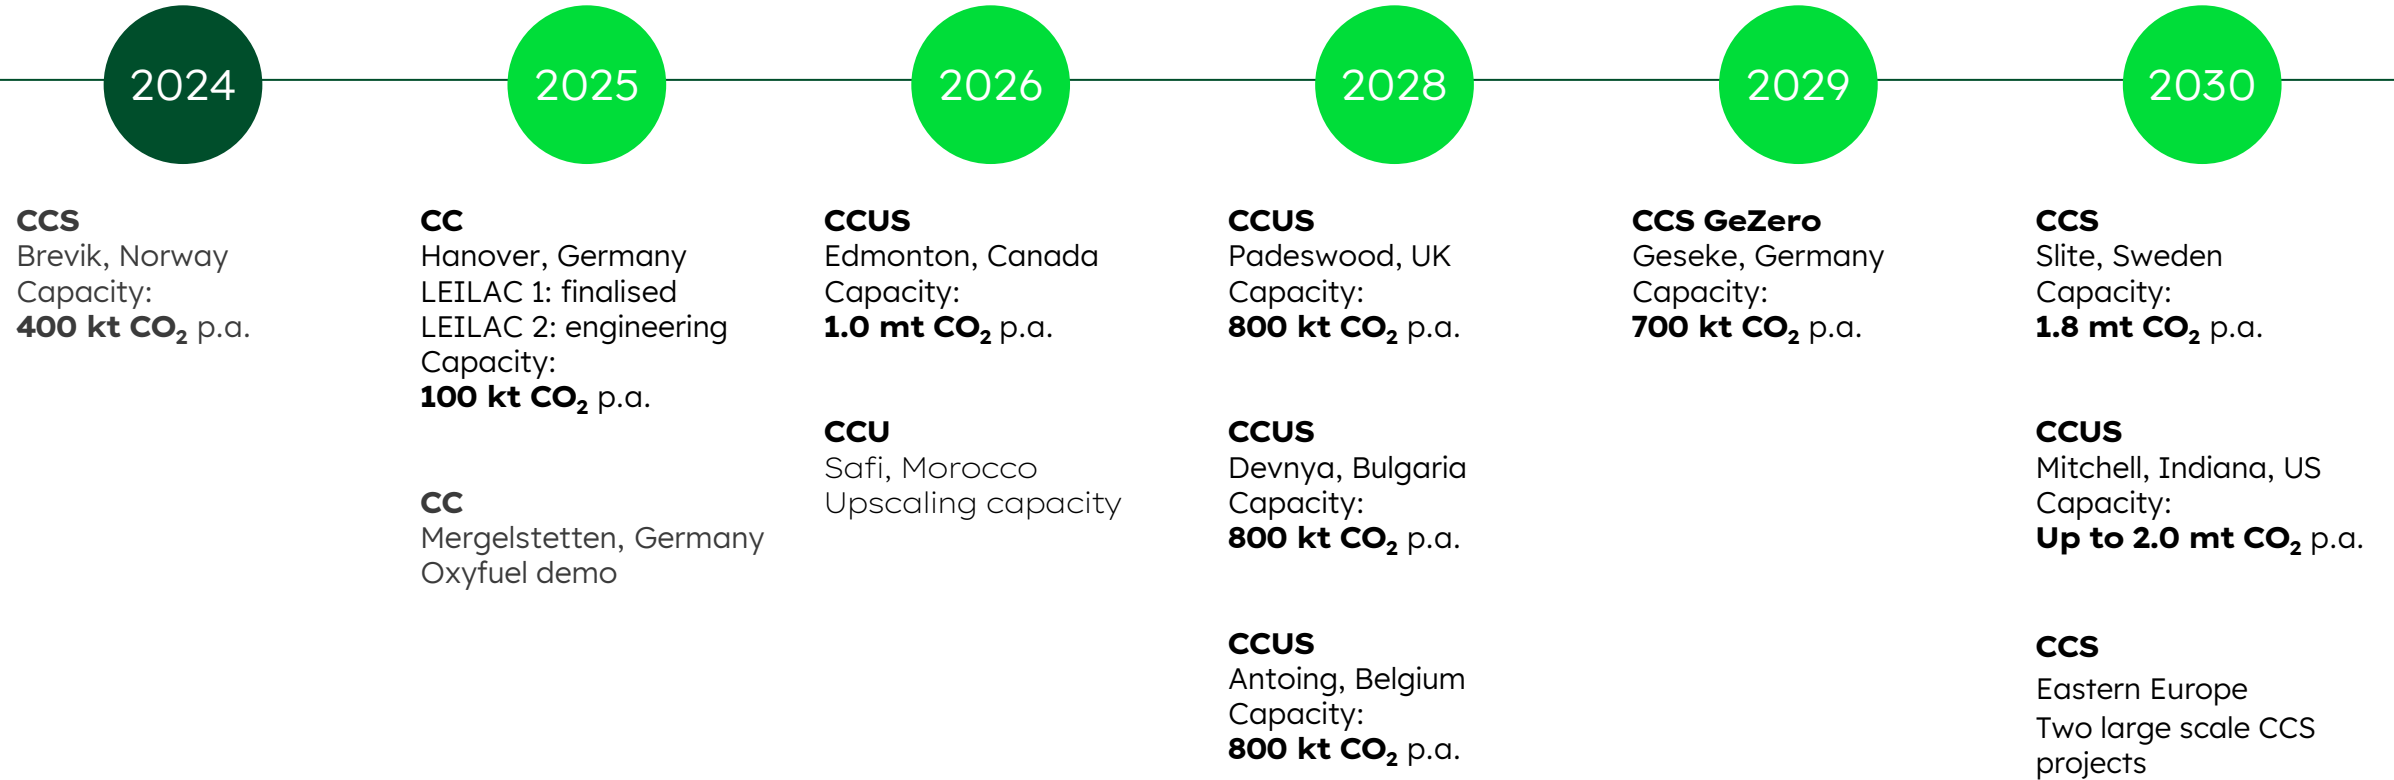 2024
2025
2026
2028
2029
2030
CCS
Brevik, Norway
Capacity:
400 kt CO₂ p.a.
CC
Hanover, Germany
LEILAC 1: finalised
LEILAC 2: engineering
Capacity:
100 kt CO₂ p.a.
CC
Mergelstetten, Germany
Oxyfuel demo
CCUS
Edmonton, Canada
Capacity:
1.0 mt CO₂ p.a.
CCU
Safi, Morocco
Upscaling capacity
CCUS
Padeswood, UK
Capacity:
800 kt CO₂ p.a.
CCUS
Devnya, Bulgaria
Capacity:
800 kt CO₂ p.a.
CCUS
Antoing, Belgium
Capacity:
800 kt CO₂ p.a.
CCS GeZero
Geseke, Germany
Capacity:
700 kt CO₂ p.a.
CCS
Slite, Sweden
Capacity:
1.8 mt CO₂ p.a.
CCUS
Mitchell, Indiana, US
Capacity:
Up to 2.0 mt CO₂ p.a.
CCS
Eastern Europe
Two large scale CCS
projects